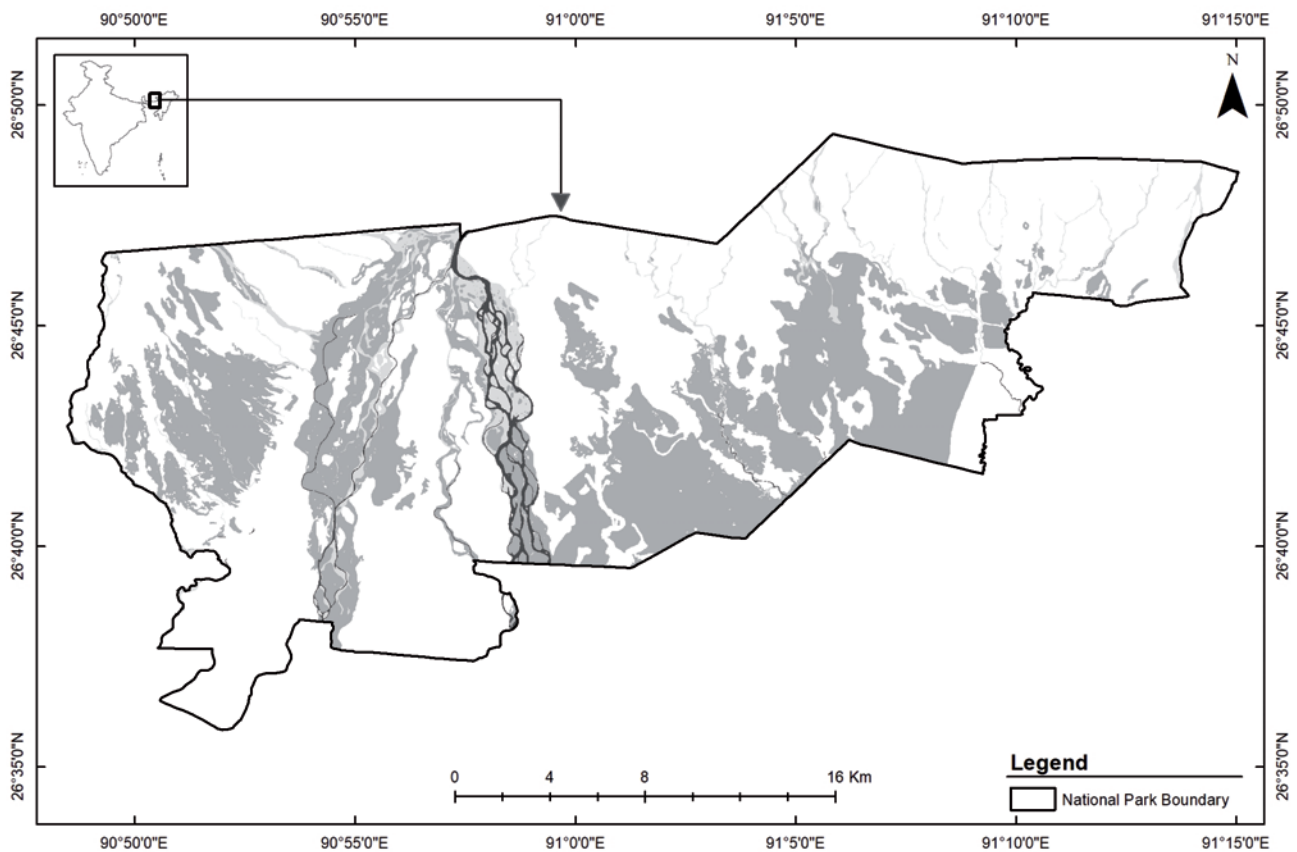 90°50'0"E 90°55'0"E 91°0'0"E 91°5'0"E 91°10'0"E 91°15'0"E
N
26°50'0"N 26°50'0"N
26°45'0"N 26°45'0"N
26°40'0"N 26°40'0"N
26°35'0"N 26°35'0"N
0 4 8 16 Km
Legend
National Park Boundary
90°50'0"E 90°55'0"E 91°0'0"E 91°5'0"E 91°10'0"E 91°15'0"E